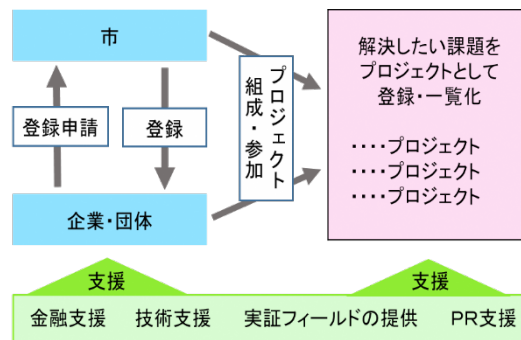 市
登録申請
登録
プロジェクト
組成・参加
企業・団体
解決したい課題を
プロジェクトとして
登録・一覧化
････プロジェクト
････プロジェクト
････プロジェクト
支援
支援
金融支援 技術支援 実証フィールドの提供 PR支援